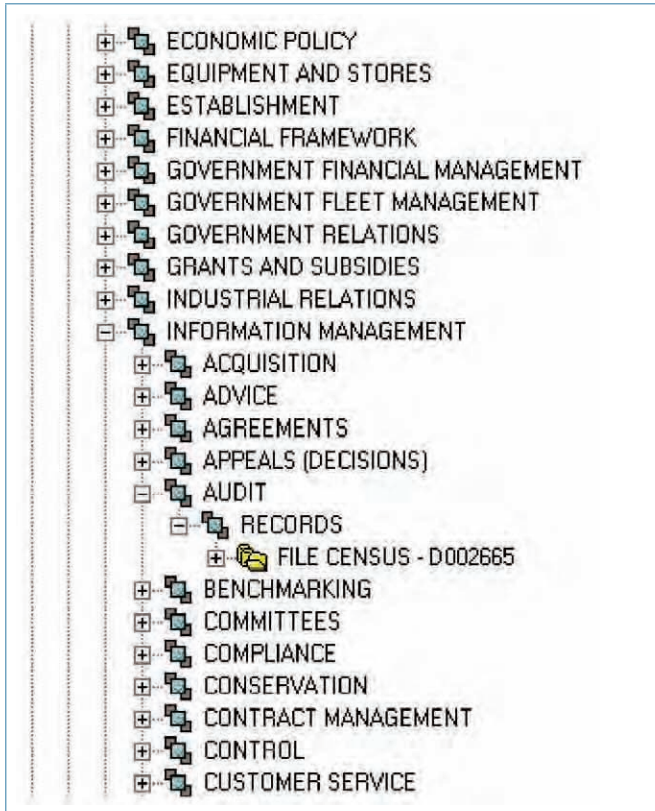 ECONOMIC POLICY
EQUIPMENT AND STORES
ESTABLISHMENT
FINANCIAL FRAMEWORK
GOVERNMENT FINANCIAL MANAGEMENT
GOVERNMENT FLEET MANAGEMENT
GOVERNMENT RELATIONS
GRANTS AND SUBSIDIES
INDUSTRIAL RELATIONS
INFORMATION MANAGEMENT
ACQUISITION
ADVICE
AGREEMENTS
APPEALS (DECISIONS)
AUDIT
RECORDS
FILE CENSUS - D002665
BENCHMARKING
COMMITTEES
COMPLIANCE
CONSERVATION
CONTRACT MANAGEMENT
CONTROL
CUSTOMER SERVICE